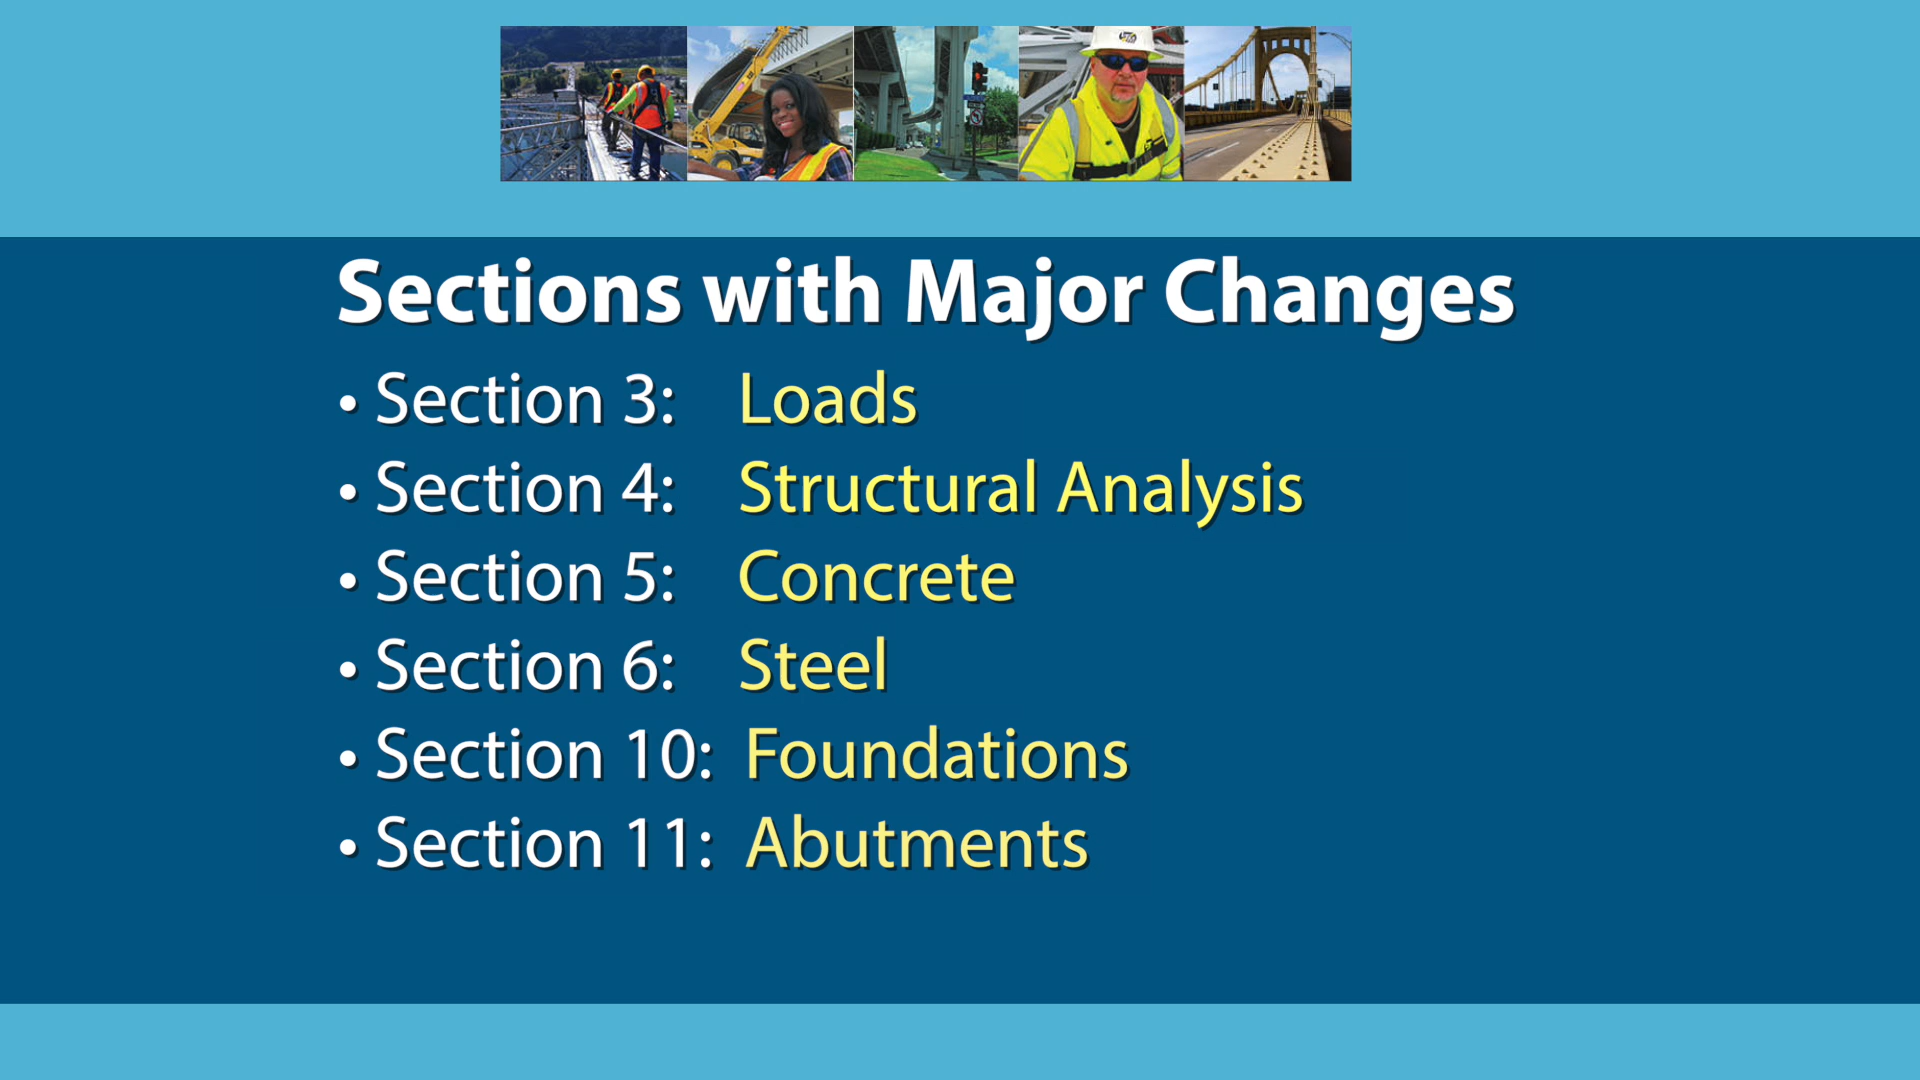 Sections with Major Changes
• Section 3: Loads
• Section 4: Structural Analysis
• Section 5: Concrete
• Section 6: Steel
• Section 10: Foundations
• Section 11: Abutments